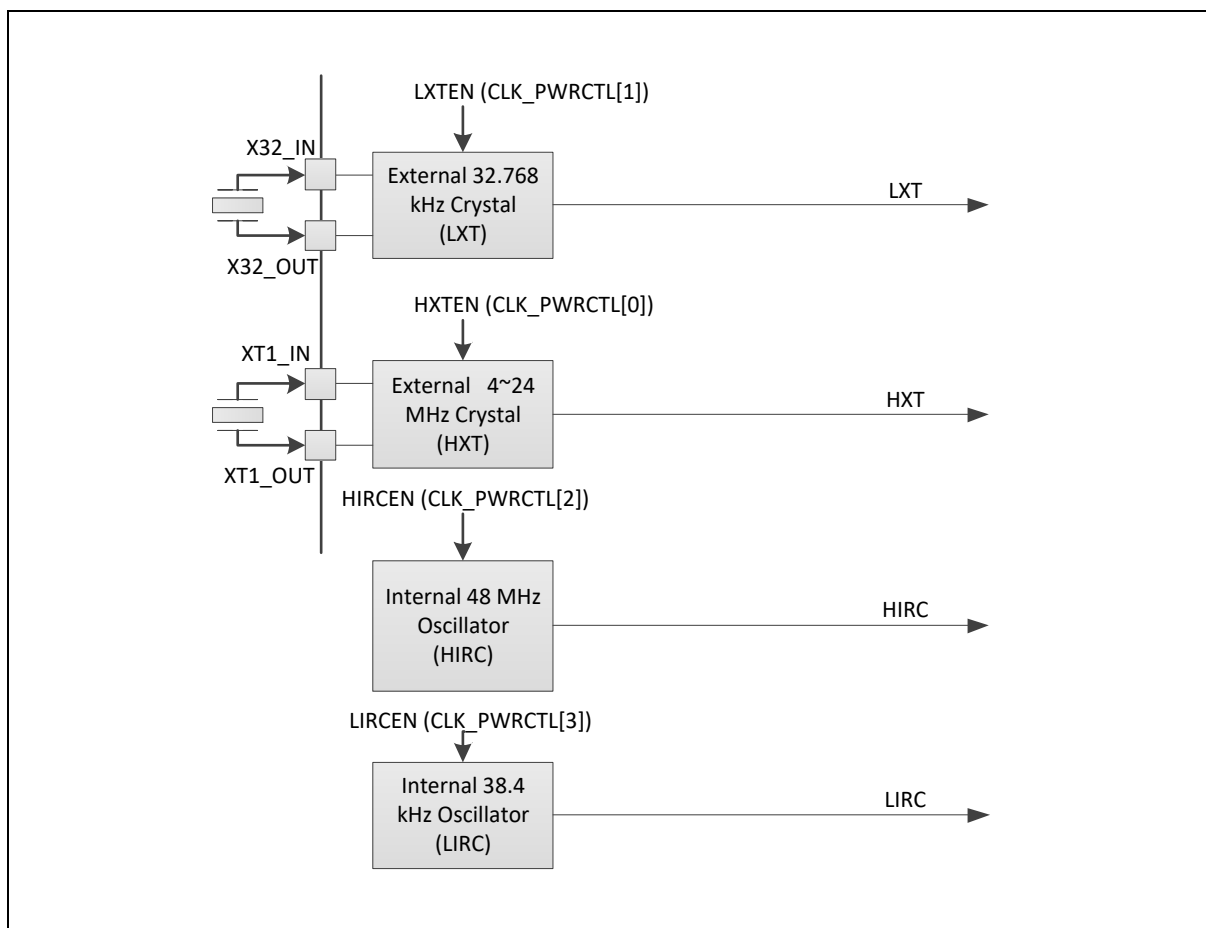 LXTEN (CLK_PWRCTL[1])
X32_IN
External 32.768
kHz Crystal
(LXT)
LXT
X32_OUT
HXTEN (CLK_PWRCTL[0])
XT1_IN
External   4~24
MHz Crystal
(HXT)
HXT
XT1_OUT
HIRCEN (CLK_PWRCTL[2])
Internal 48 MHz
Oscillator
(HIRC)
HIRC
LIRCEN (CLK_PWRCTL[3])
Internal 38.4
kHz Oscillator
(LIRC)
LIRC